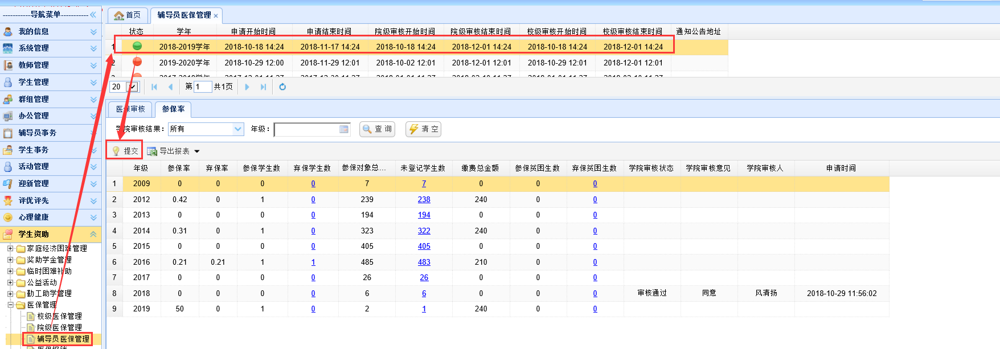 -----------导航菜单-----------
首页
辅导员医保管理
我的信息
系统管理
教师管理
学生管理
群组管理
办公管理
辅导员事务
学生事务
活动管理
迎新管理
评优评先
心理健康
学生资助
家庭经济困难管理
奖助学金管理
临时困难补助
公益活动
勤工助学管理
医保管理
校级医保管理
院级医保管理
辅导员医保管理
状态 学年 申请开始时间 申请结束时间 院级审核开始时间 院级审核结束时间 校级审核开始时间 校级审核结束时间 通知公告地址
1 2018-2019学年 2018-10-18 14:24 2018-11-17 14:24 2018-10-18 14:24 2018-12-01 14:24 2018-10-18 14:24 2018-12-01 14:24
2 2019-2020学年 2018-10-29 12:00 2018-11-29 12:01 2018-10-02 12:01 2018-12-01 12:01 2018-10-29 12:01 2018-12-01 12:01
20 第 1 共1页
医保审核 参保率
学院审核结果: 所有 年级: 查 询 清 空
提交 导出报表
年级 参保率 弃保率 参保学生数 弃保学生数 参保对象总... 未登记学生数 缴费总金额 参保贫困生数 弃保贫困生数 学院审核状态 学院审核意见 学院审核人 申请时间
1 2009 0 0 0 0 7 7 0 0 0
2 2012 0.42 0 1 0 239 238 240 0 0
3 2013 0 0 0 0 194 194 0 0 0
4 2014 0.31 0 1 0 323 322 240 0 0
5 2015 0 0 0 0 405 405 0 0 0
6 2016 0.21 0.21 1 1 485 483 210 0 0
7 2017 0 0 0 0 26 26 0 0 0
8 2018 0 0 0 0 6 6 0 0 0 审核通过 同意 风清扬 2018-10-29 11:56:02
9 2019 50 0 1 0 2 1 240 0 0